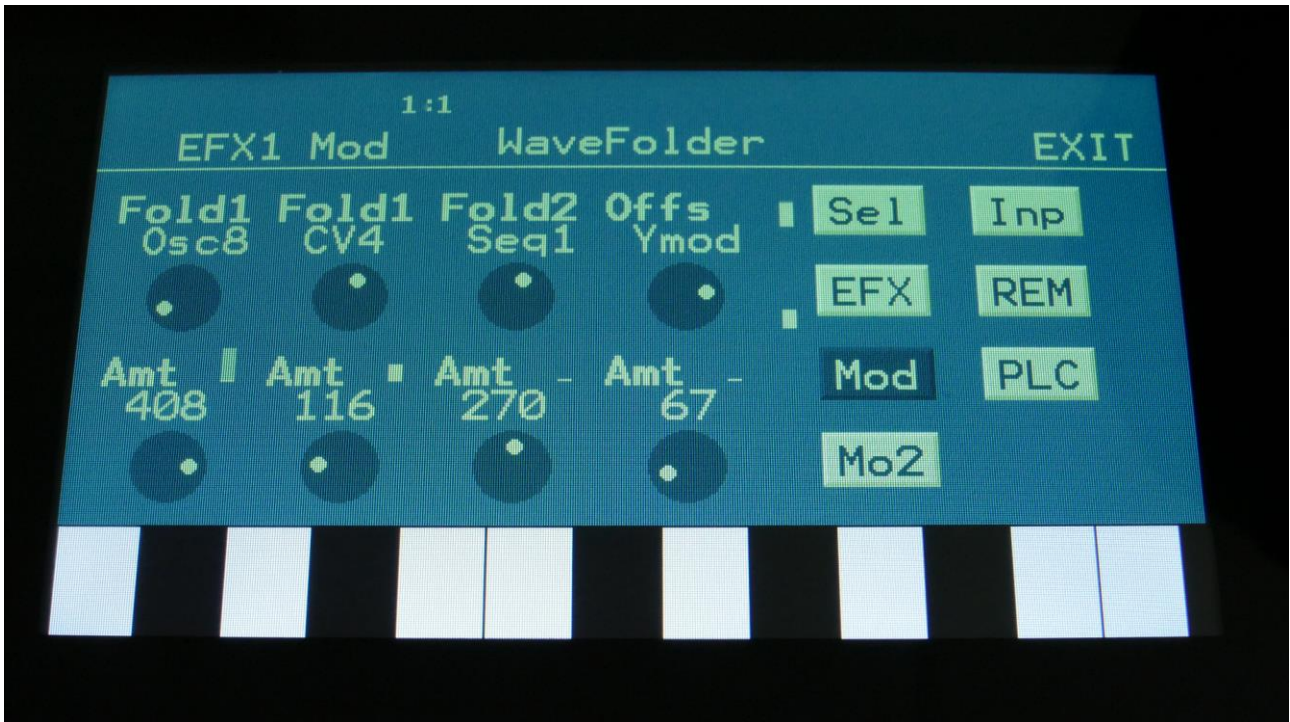 1:1
EFX1 Mod WaveFolder EXIT
Fold1 Fold1 Fold2 Offs Sel Inp
Osc8 CV4 Seq1 Ymod
EFX REM
Amt Amt Amt Amt Mod PLC
408 116 270 67
Mo2